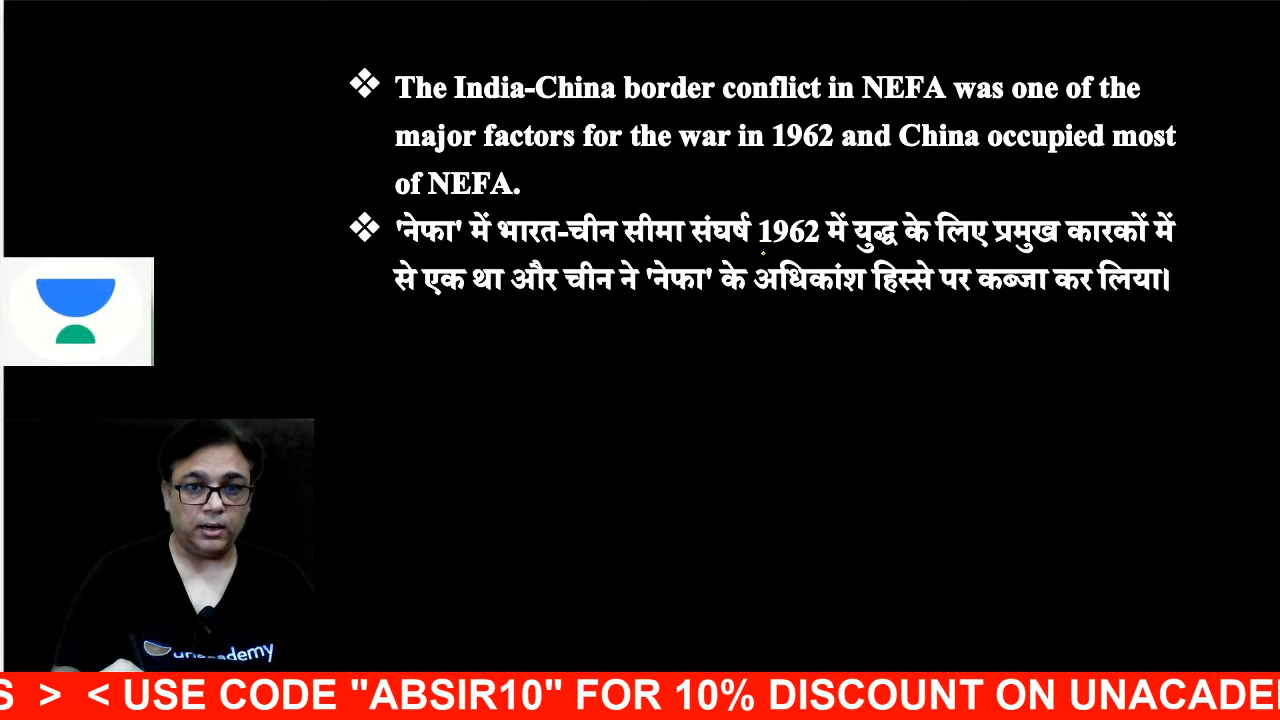 ❖ The India-China border conflict in NEFA was one of the
major factors for the war in 1962 and China occupied most
of NEFA.
❖ 'नेफा' में भारत-चीन सीमा संघर्ष 1962 में युद्ध के लिए प्रमुख कारकों में
से एक था और चीन ने 'नेफा' के अधिकांश हिस्से पर कब्जा कर लिया।
unacademy
S > < USE CODE "ABSIR10" FOR 10% DISCOUNT ON UNACADE